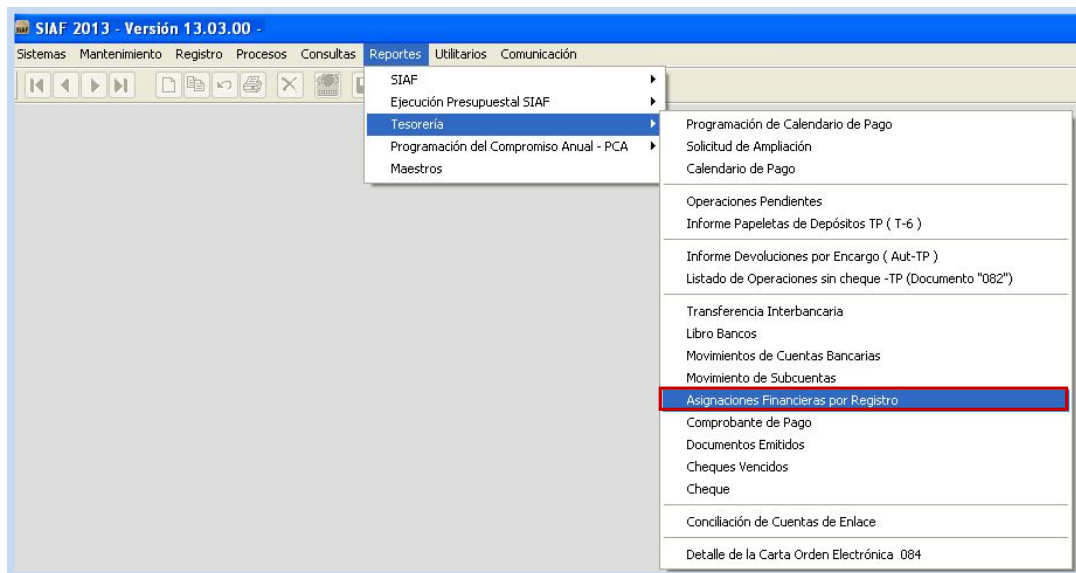 SIAF 2013 - Versión 13.03.00 -
Sistemas Mantenimiento Registro Procesos Consultas Reportes Utilitarios Comunicación
SIAF
Ejecución Presupuestal SIAF
Tesorería
Programación del Compromiso Anual - PCA
Maestros
Programación de Calendario de Pago
Solicitud de Ampliación
Calendario de Pago
Operaciones Pendientes
Informe Papeletas de Depósitos TP ( T-6 )
Informe Devoluciones por Encargo ( Aut-TP )
Listado de Operaciones sin cheque -TP (Documento "082")
Transferencia Interbancaria
Libro Bancos
Movimientos de Cuentas Bancarias
Movimiento de Subcuentas
Asignaciones Financieras por Registro
Comprobante de Pago
Documentos Emitidos
Cheques Vencidos
Cheque
Conciliación de Cuentas de Enlace
Detalle de la Carta Orden Electrónica 084